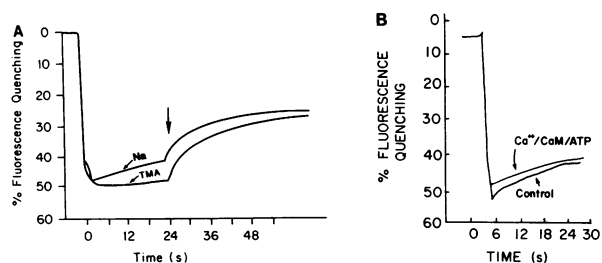 A
% Fluorescence Quenching
0
10
20
30
40
50
60
Na
TMA
0 12 24 36 48
Time (s)
B
% FLUORESCENCE
QUENCHING
0
10
20
30
40
50
60
Ca⁺⁺/CaM/ATP
Control
0 6 12 18 24 30
TIME (s)